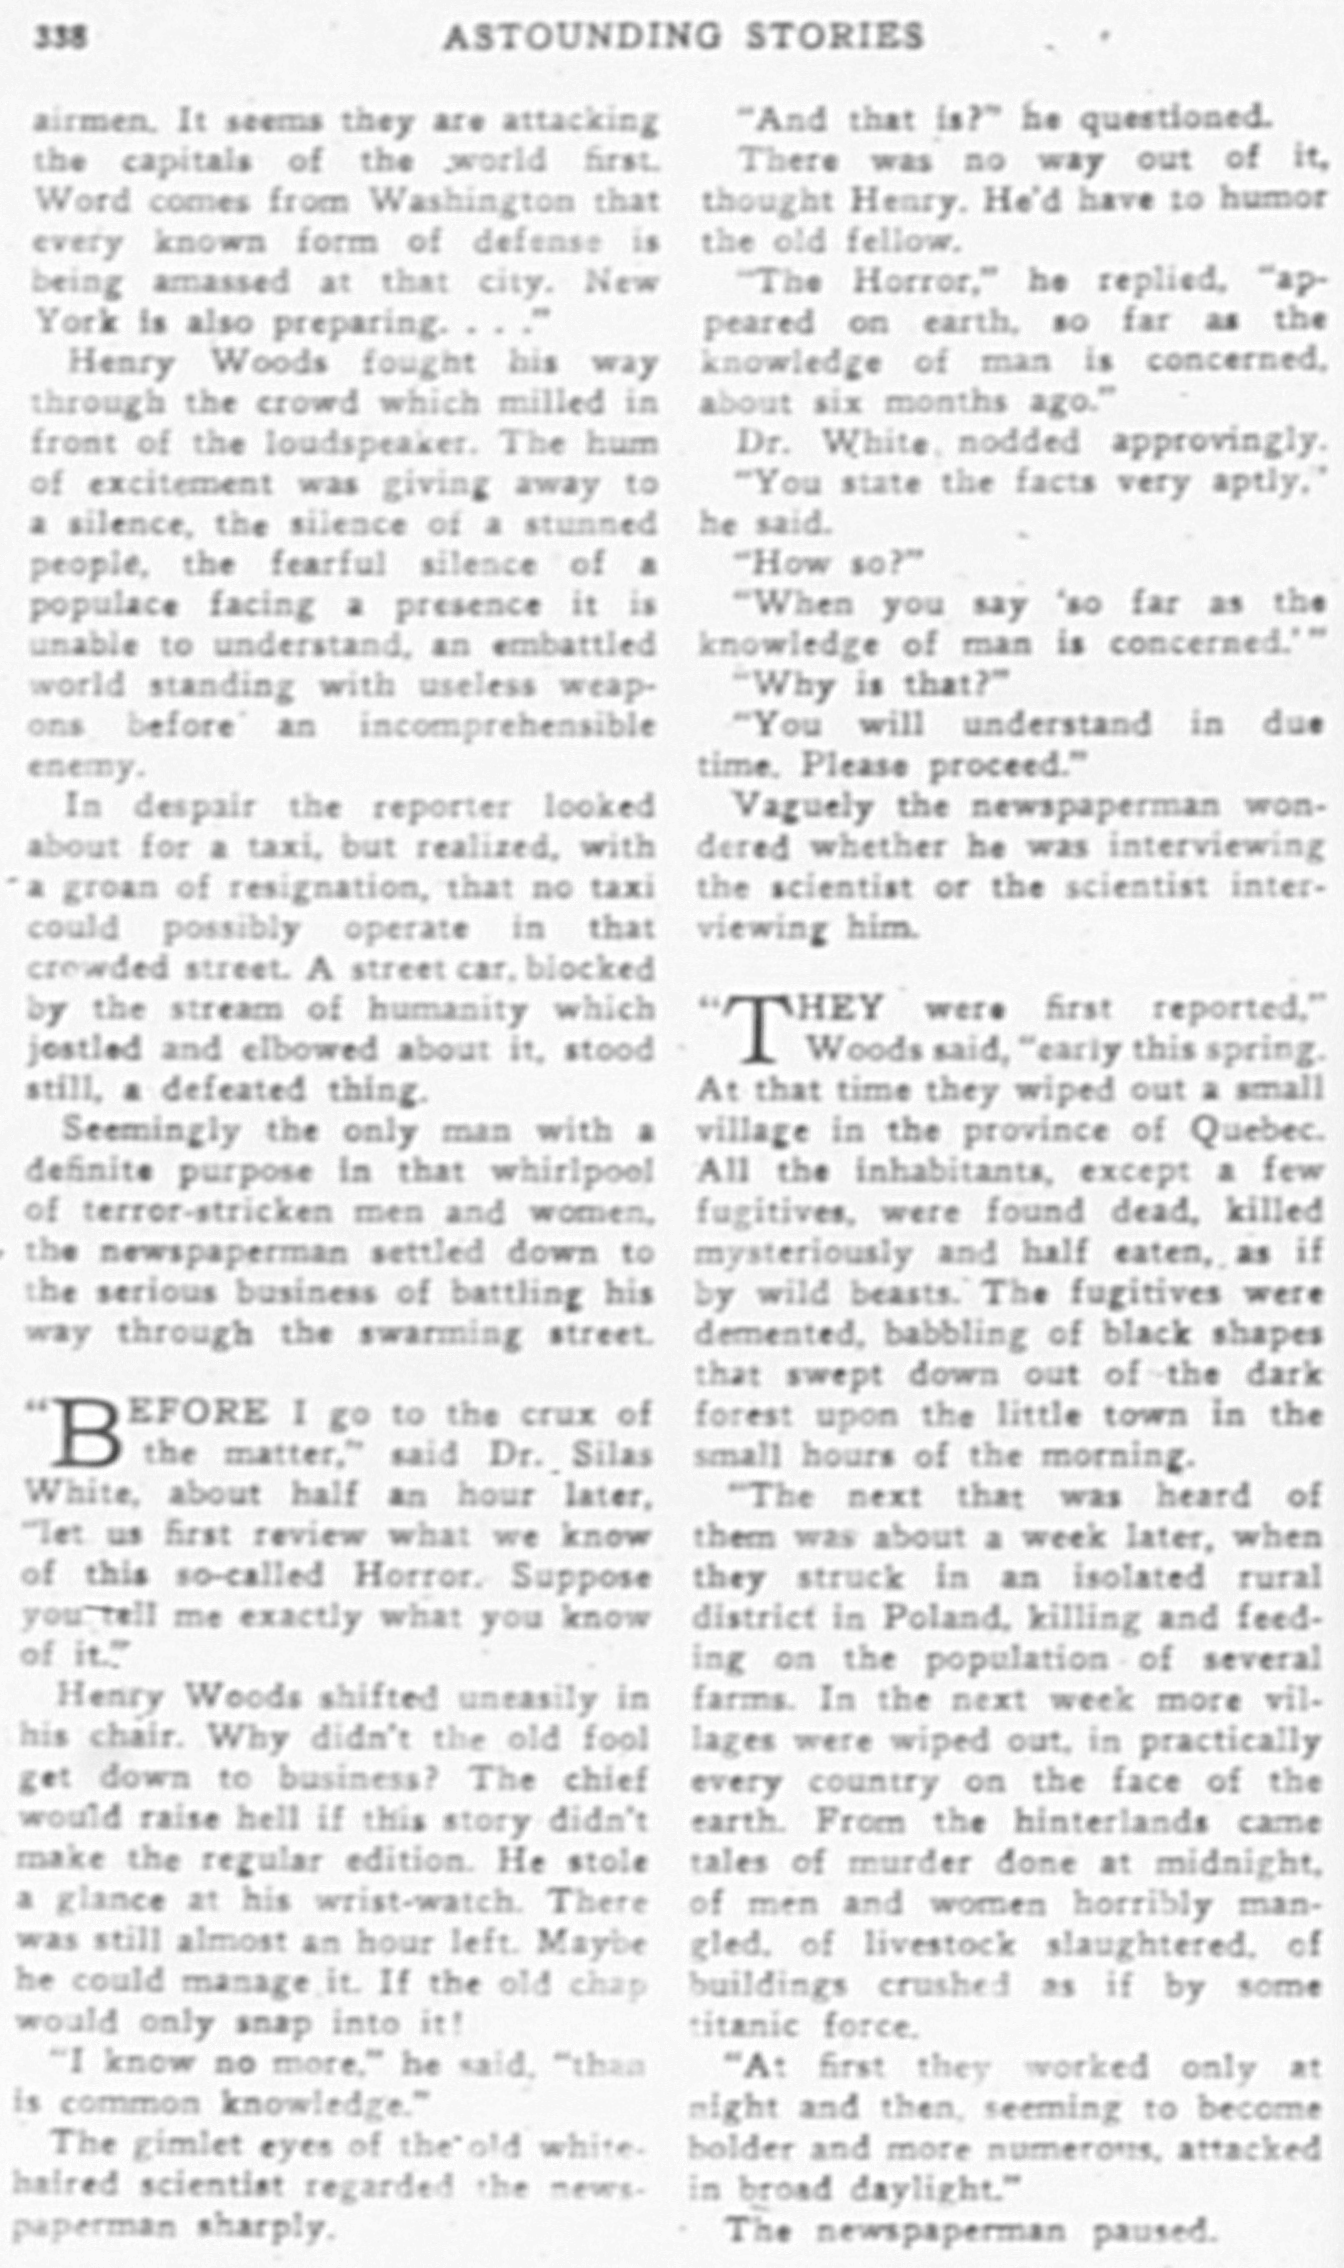 338
ASTOUNDING STORIES
airmen. It seems they are attacking
the capitals of the world first.
Word comes from Washington that
every known form of defense is
being amassed at that city. New
York is also preparing. . . ."
Henry Woods fought his way
through the crowd which milled in
front of the loudspeaker. The hum
of excitement was giving away to
a silence, the silence of a stunned
people, the fearful silence of a
populace facing a presence it is
unable to understand, an embattled
world standing with useless weap-
ons before an incomprehensible
enemy.
In despair the reporter looked
about for a taxi, but realized, with
a groan of resignation, that no taxi
could possibly operate in that
crowded street. A street car, blocked
by the stream of humanity which
jostled and elbowed about it, stood
still, a defeated thing.
Seemingly the only man with a
definite purpose in that whirlpool
of terror-stricken men and women,
the newspaperman settled down to
the serious business of battling his
way through the swarming street.
"BEFORE I go to the crux of
the matter," said Dr. Silas
White, about half an hour later,
"let us first review what we know
of this so-called Horror. Suppose
you tell me exactly what you know
of it."
Henry Woods shifted uneasily in
his chair. Why didn't the old fool
get down to business? The chief
would raise hell if this story didn't
make the regular edition. He stole
a glance at his wrist-watch. There
was still almost an hour left. Maybe
he could manage it. If the old chap
would only snap into it!
"I know no more," he said, "than
is common knowledge."
The gimlet eyes of the old white-
haired scientist regarded the news-
paperman sharply.
"And that is?" he questioned.
There was no way out of it,
thought Henry. He'd have to humor
the old fellow.
"The Horror," he replied, "ap-
peared on earth, so far as the
knowledge of man is concerned,
about six months ago."
Dr. White nodded approvingly.
"You state the facts very aptly,"
he said.
"How so?"
"When you say 'so far as the
knowledge of man is concerned.'"
"Why is that?"
"You will understand in due
time. Please proceed."
Vaguely the newspaperman won-
dered whether he was interviewing
the scientist or the scientist inter-
viewing him.
"THEY were first reported,"
Woods said, "early this spring.
At that time they wiped out a small
village in the province of Quebec.
All the inhabitants, except a few
fugitives, were found dead, killed
mysteriously and half eaten, as if
by wild beasts. The fugitives were
demented, babbling of black shapes
that swept down out of the dark
forest upon the little town in the
small hours of the morning.
"The next that was heard of
them was about a week later, when
they struck in an isolated rural
district in Poland, killing and feed-
ing on the population of several
farms. In the next week more vil-
lages were wiped out, in practically
every country on the face of the
earth. From the hinterlands came
tales of murder done at midnight,
of men and women horribly man-
gled, of livestock slaughtered, of
buildings crushed as if by some
titanic force.
"At first they worked only at
night and then, seeming to become
bolder and more numerous, attacked
in broad daylight."
The newspaperman paused.